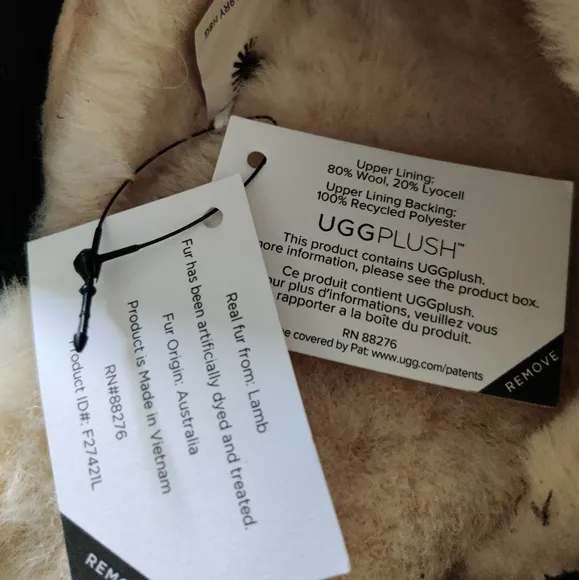 Upper Lining:
80% Wool, 20% Lyocell
Upper Lining Backing:
100% Recycled Polyester
UGGPLUSH™
This product contains UGGplush.
more information, please see the product box.
Ce produit contient UGGplush.
plus d'informations, veuillez vous
rapporter a la boîte du produit.
RN 88276
be covered by Pat: www.ugg.com/patents
REMOVE
Real fur from: Lamb
Fur has been artificially dyed and treated.
Fur Origin: Australia
Product is Made in Vietnam
RN#88276
Product ID#: F27421L